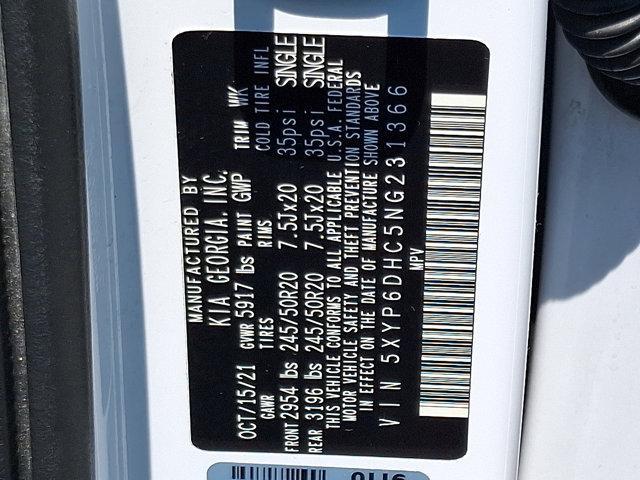 MANUFACTURED BY
KIA GEORGIA, INC.
OCT/15/21 GVWR 5917 lbs PAINT GWP TRIM WK
GAWR TIRES RIMS COLD TIRE INFL
FRONT 2954 lbs 245/50R20 7.5Jx20 35psi SINGLE
REAR 3196 lbs 245/50R20 7.5Jx20 35psi SINGLE
THIS VEHICLE CONFORMS TO ALL APPLICABLE U.S.A. FEDERAL
MOTOR VEHICLE SAFETY AND THEFT PREVENTION STANDARDS
IN EFFECT ON THE DATE OF MANUFACTURE SHOWN ABOVE
VIN 5XYP6DHC5NG231366
MPV